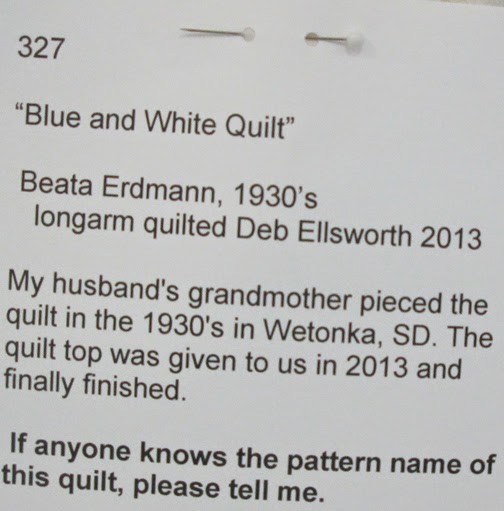 327
“Blue and White Quilt”
Beata Erdmann, 1930’s
longarm quilted Deb Ellsworth 2013
My husband's grandmother pieced the
quilt in the 1930's in Wetonka, SD. The
quilt top was given to us in 2013 and
finally finished.
If anyone knows the pattern name of
this quilt, please tell me.